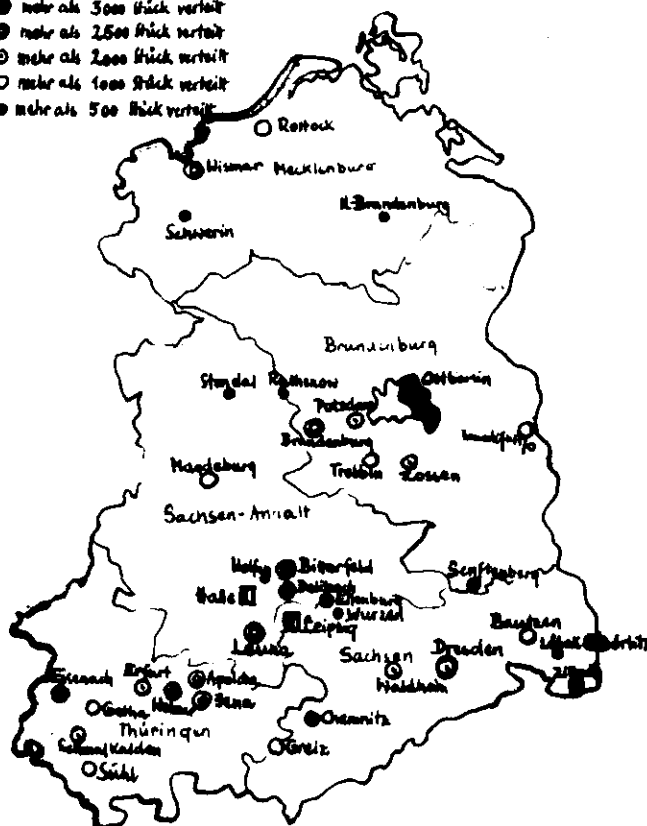 mehr als 3000 Stück verteilt
mehr als 2500 Stück verteilt
mehr als 2000 Stück verteilt
mehr als 1000 Stück verteilt
mehr als 500 Stück verteilt
Rostock
Wismar Mecklenburg
N.-Brandenburg
Schwerin
Brandenburg
Stendal Rathenow Ostberlin
Potsdam
Brandenburg Frankfurt/O.
Magdeburg Trebbin Zossen
Sachsen-Anhalt
Wolfen Bitterfeld Senftenberg
Halle Delitzsch Eilenburg
Wurzen
Leipzig Bautzen Löbau Görlitz
Leuna Sachsen Dresden
Waldheim
Eisenach Erfurt Apolda
Jena
Gotha Chemnitz
Thüringen
Schmalkalden Greiz
Suhl